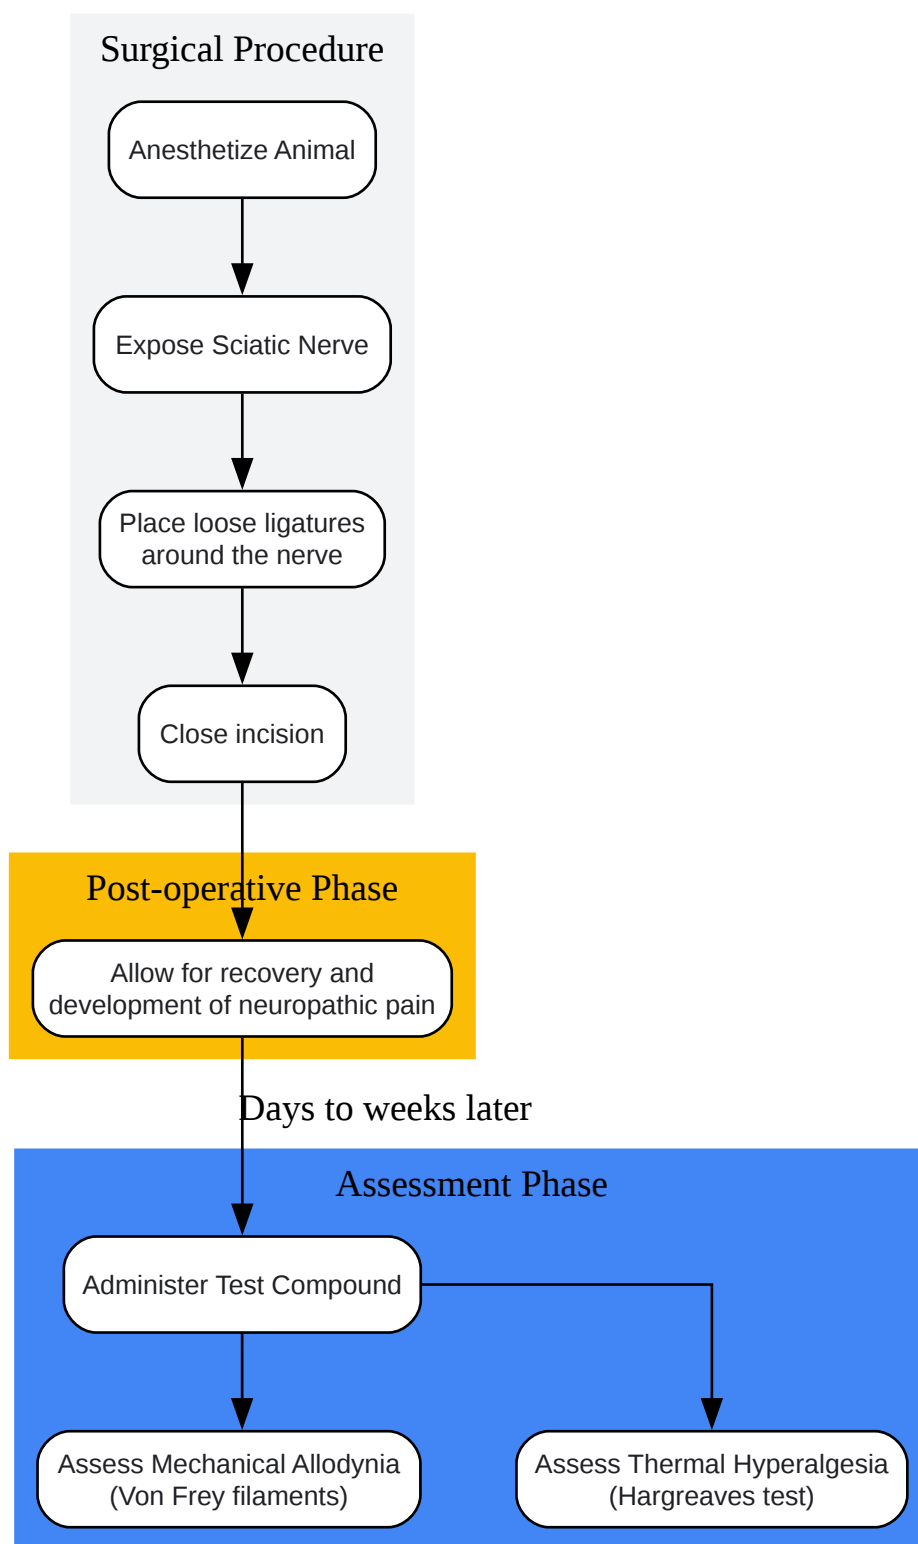 Surgical Procedure
Anesthetize Animal
Expose Sciatic Nerve
Place loose ligatures
around the nerve
Close incision
Post-operative Phase
Allow for recovery and
development of neuropathic pain
Days to weeks later
Assessment Phase
Administer Test Compound
Assess Mechanical Allodynia
(Von Frey filaments)
Assess Thermal Hyperalgesia
(Hargreaves test)